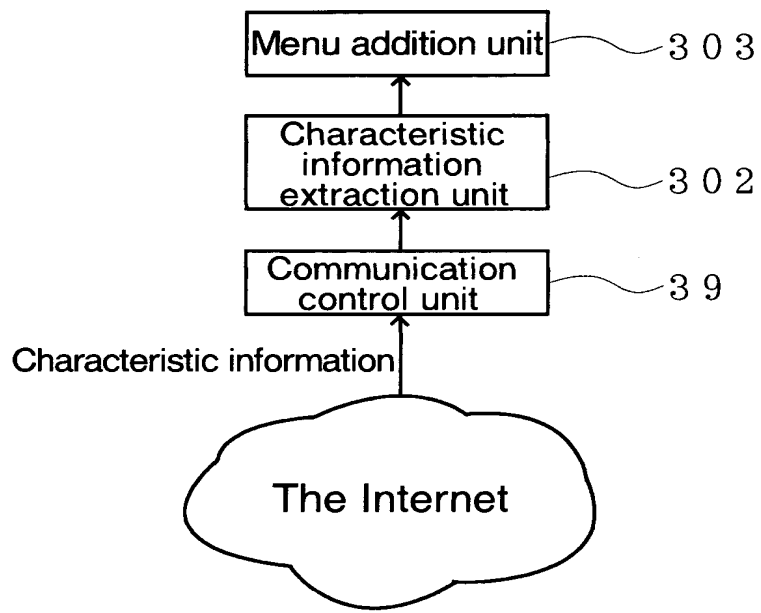 Menu addition unit
303
Characteristic
information
extraction unit
302
Communication
control unit
39
Characteristic information
The Internet